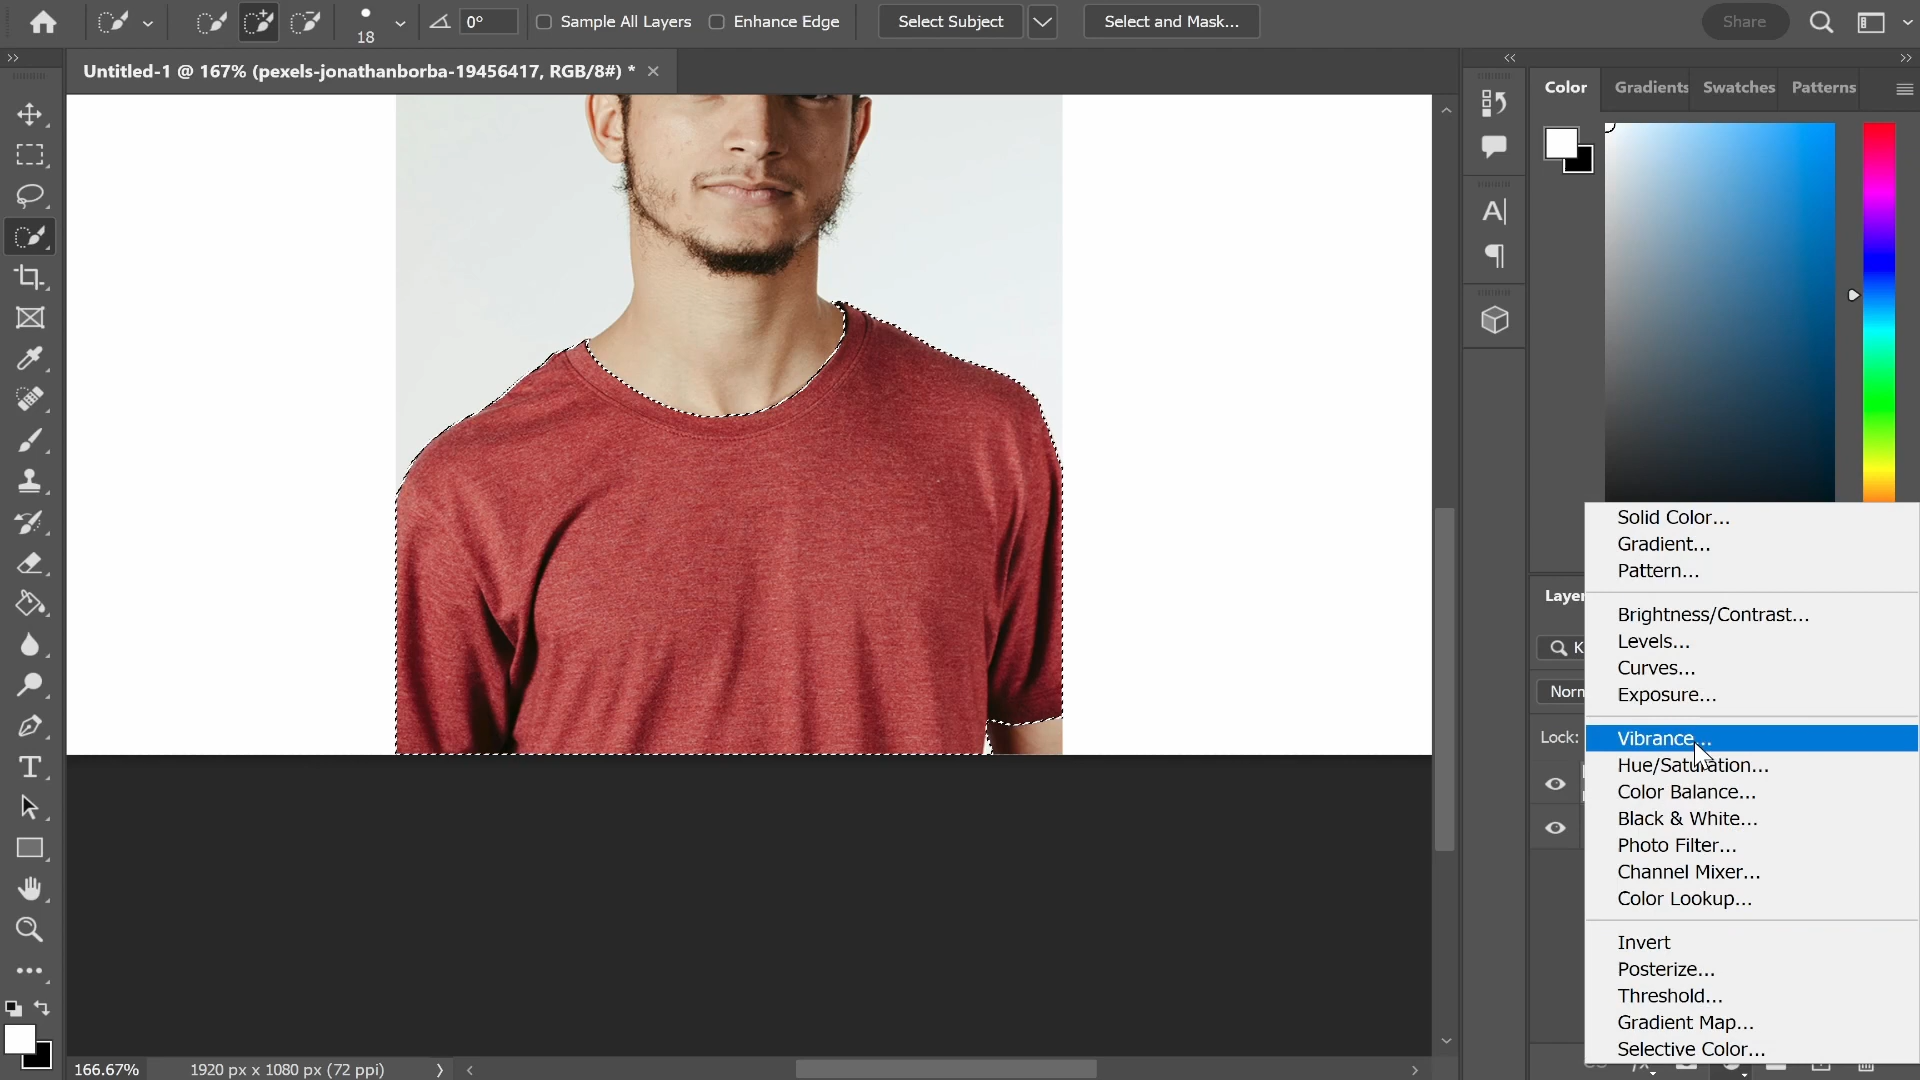 18
0°
Sample All Layers
Enhance Edge
Select Subject
Select and Mask...
Share
Untitled-1 @ 167% (pexels-jonathanborba-19456417, RGB/8#) *
Color
Gradients
Swatches
Patterns
Solid Color...
Gradient...
Pattern...
Layer
Brightness/Contrast...
Levels...
K
Curves...
Exposure...
Norn
Lock:
Vibrance...
Hue/Saturation...
Color Balance...
Black & White...
Photo Filter...
Channel Mixer...
Color Lookup...
Invert
Posterize...
Threshold...
Gradient Map...
Selective Color...
166.67%
1920 px x 1080 px (72 ppi)